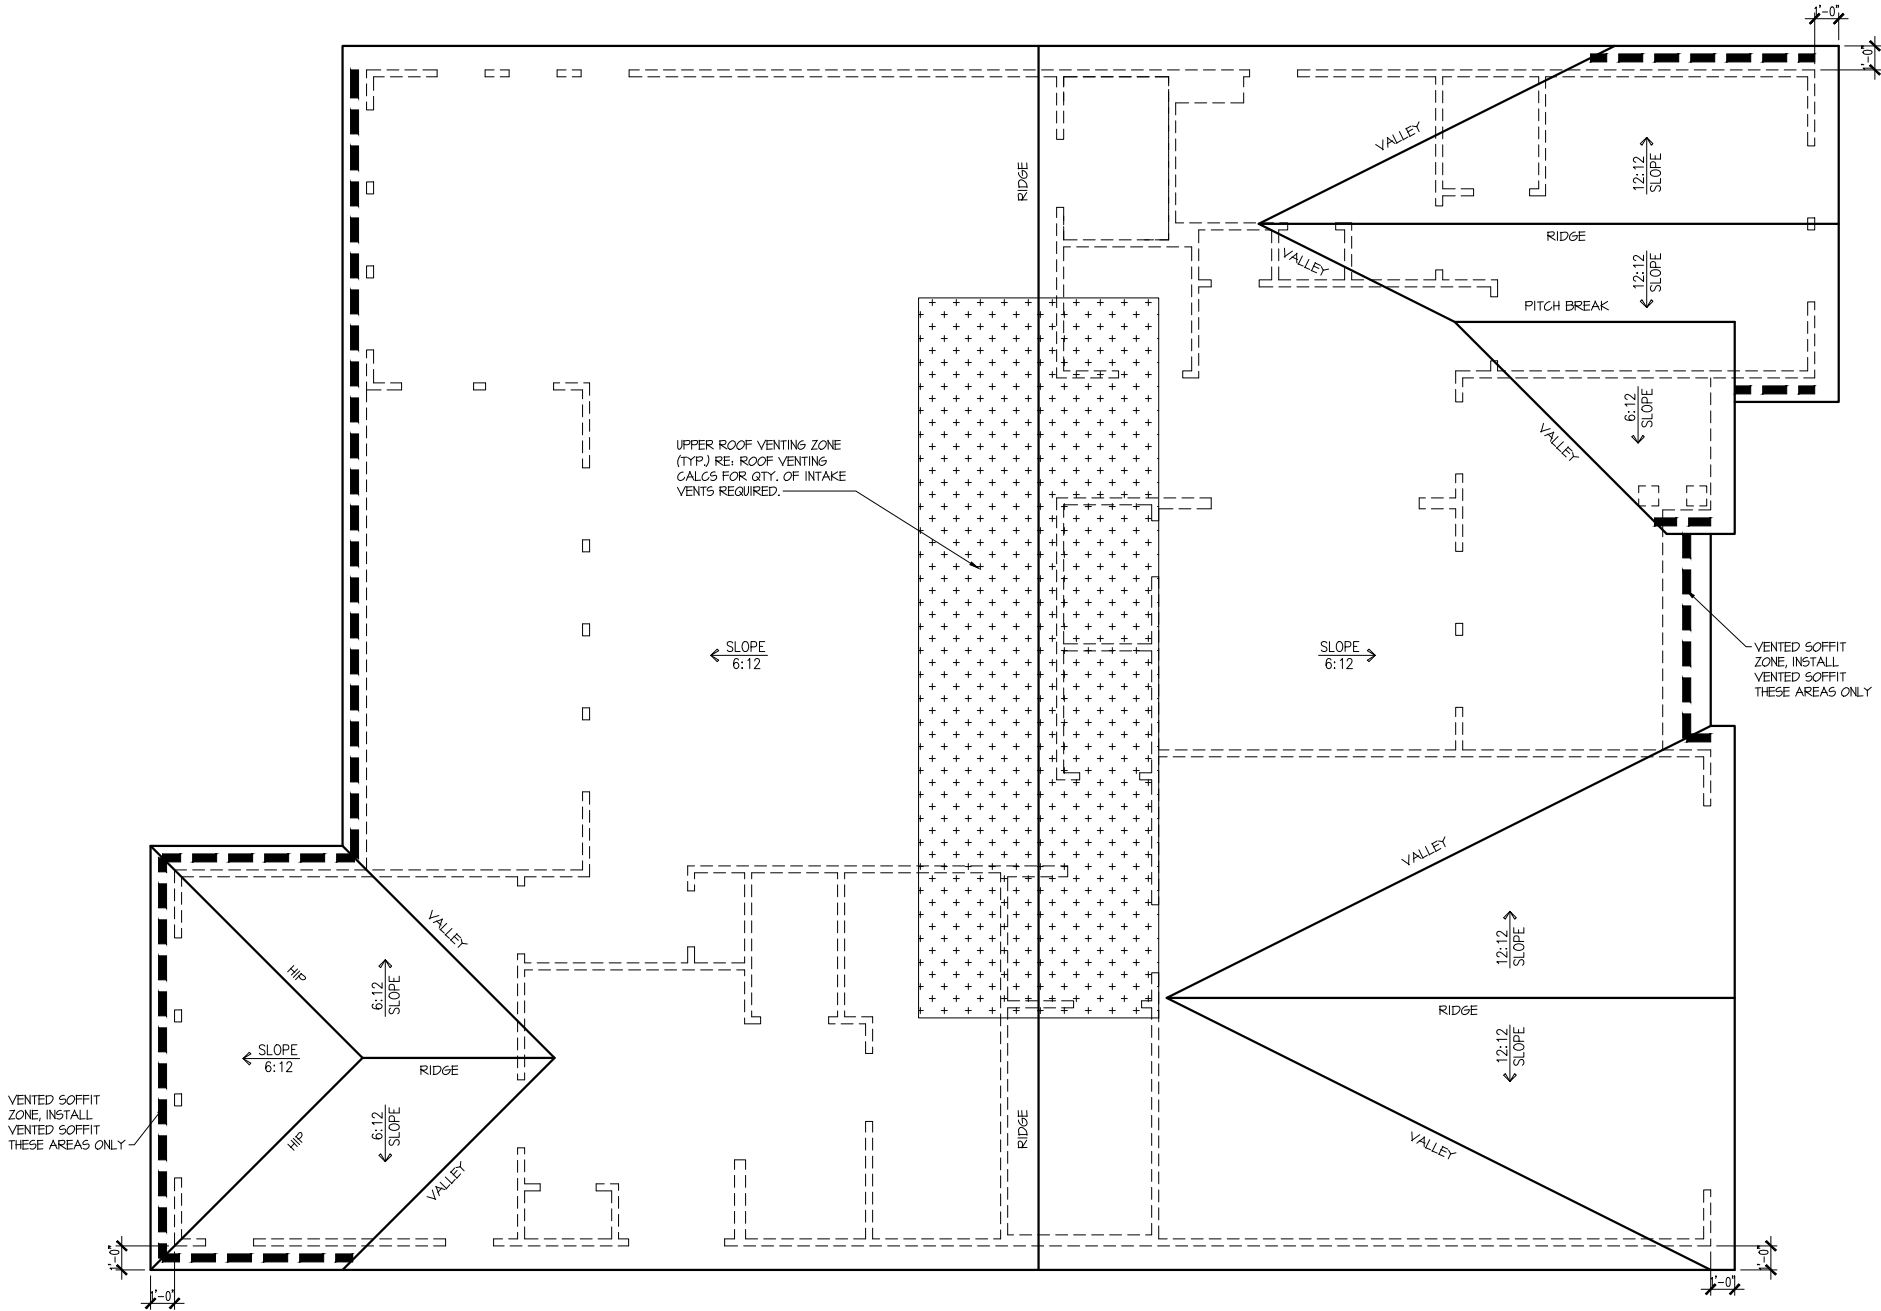 1'-0"
1'-0"
VALLEY
12:12
SLOPE
RIDGE
RIDGE
VALLEY
12:12
SLOPE
PITCH BREAK
6:12
SLOPE
VALLEY
UPPER ROOF VENTING ZONE
(TYP.) RE: ROOF VENTING
CALCS FOR QTY. OF INTAKE
VENTS REQUIRED.
SLOPE
6:12
SLOPE
6:12
VENTED SOFFIT
ZONE, INSTALL
VENTED SOFFIT
THESE AREAS ONLY
VALLEY
VALLEY
HIP
6:12
SLOPE
12:12
SLOPE
RIDGE
SLOPE
6:12
RIDGE
12:12
SLOPE
VENTED SOFFIT
ZONE, INSTALL
VENTED SOFFIT
THESE AREAS ONLY
HIP
6:12
SLOPE
VALLEY
RIDGE
VALLEY
1'-0"
1'-0"
1'-0"
1'-0"